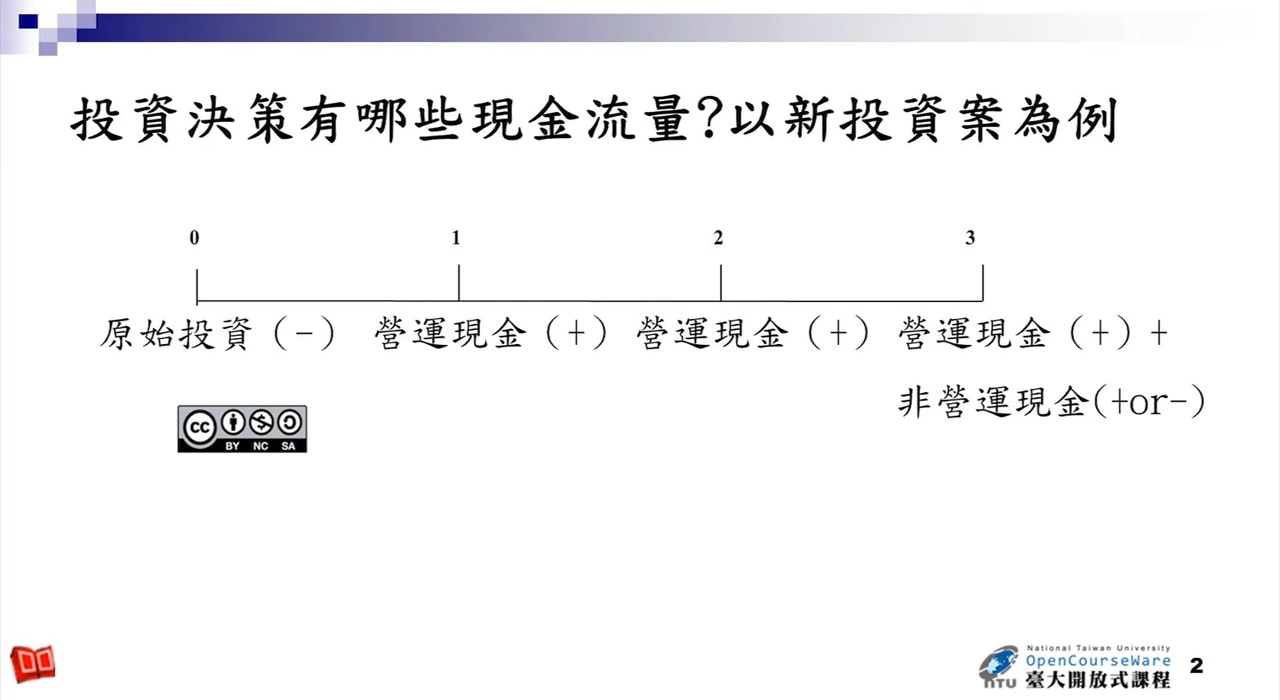 投資決策有哪些現金流量?以新投資案為例
0 1 2 3
原始投資(-) 營運現金(+) 營運現金(+) 營運現金(+)+
非營運現金(+or-)
cc
BY NC SA
National Taiwan University
OpenCourseWare
NTU 臺大開放式課程
2